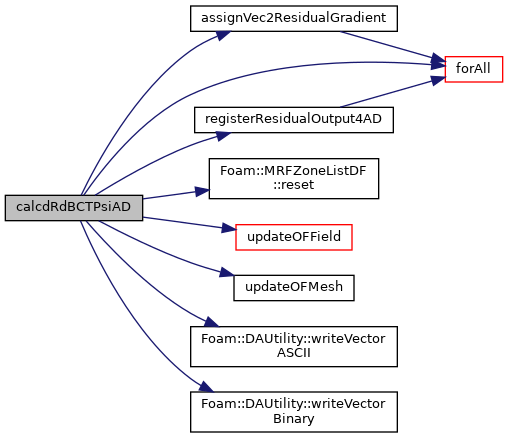 assignVec2ResidualGradient
forAll
registerResidualOutput4AD
Foam::MRFZoneListDF
::reset
calcdRdBCTPsiAD
updateOFField
updateOFMesh
Foam::DAUtility::writeVector
ASCII
Foam::DAUtility::writeVector
Binary